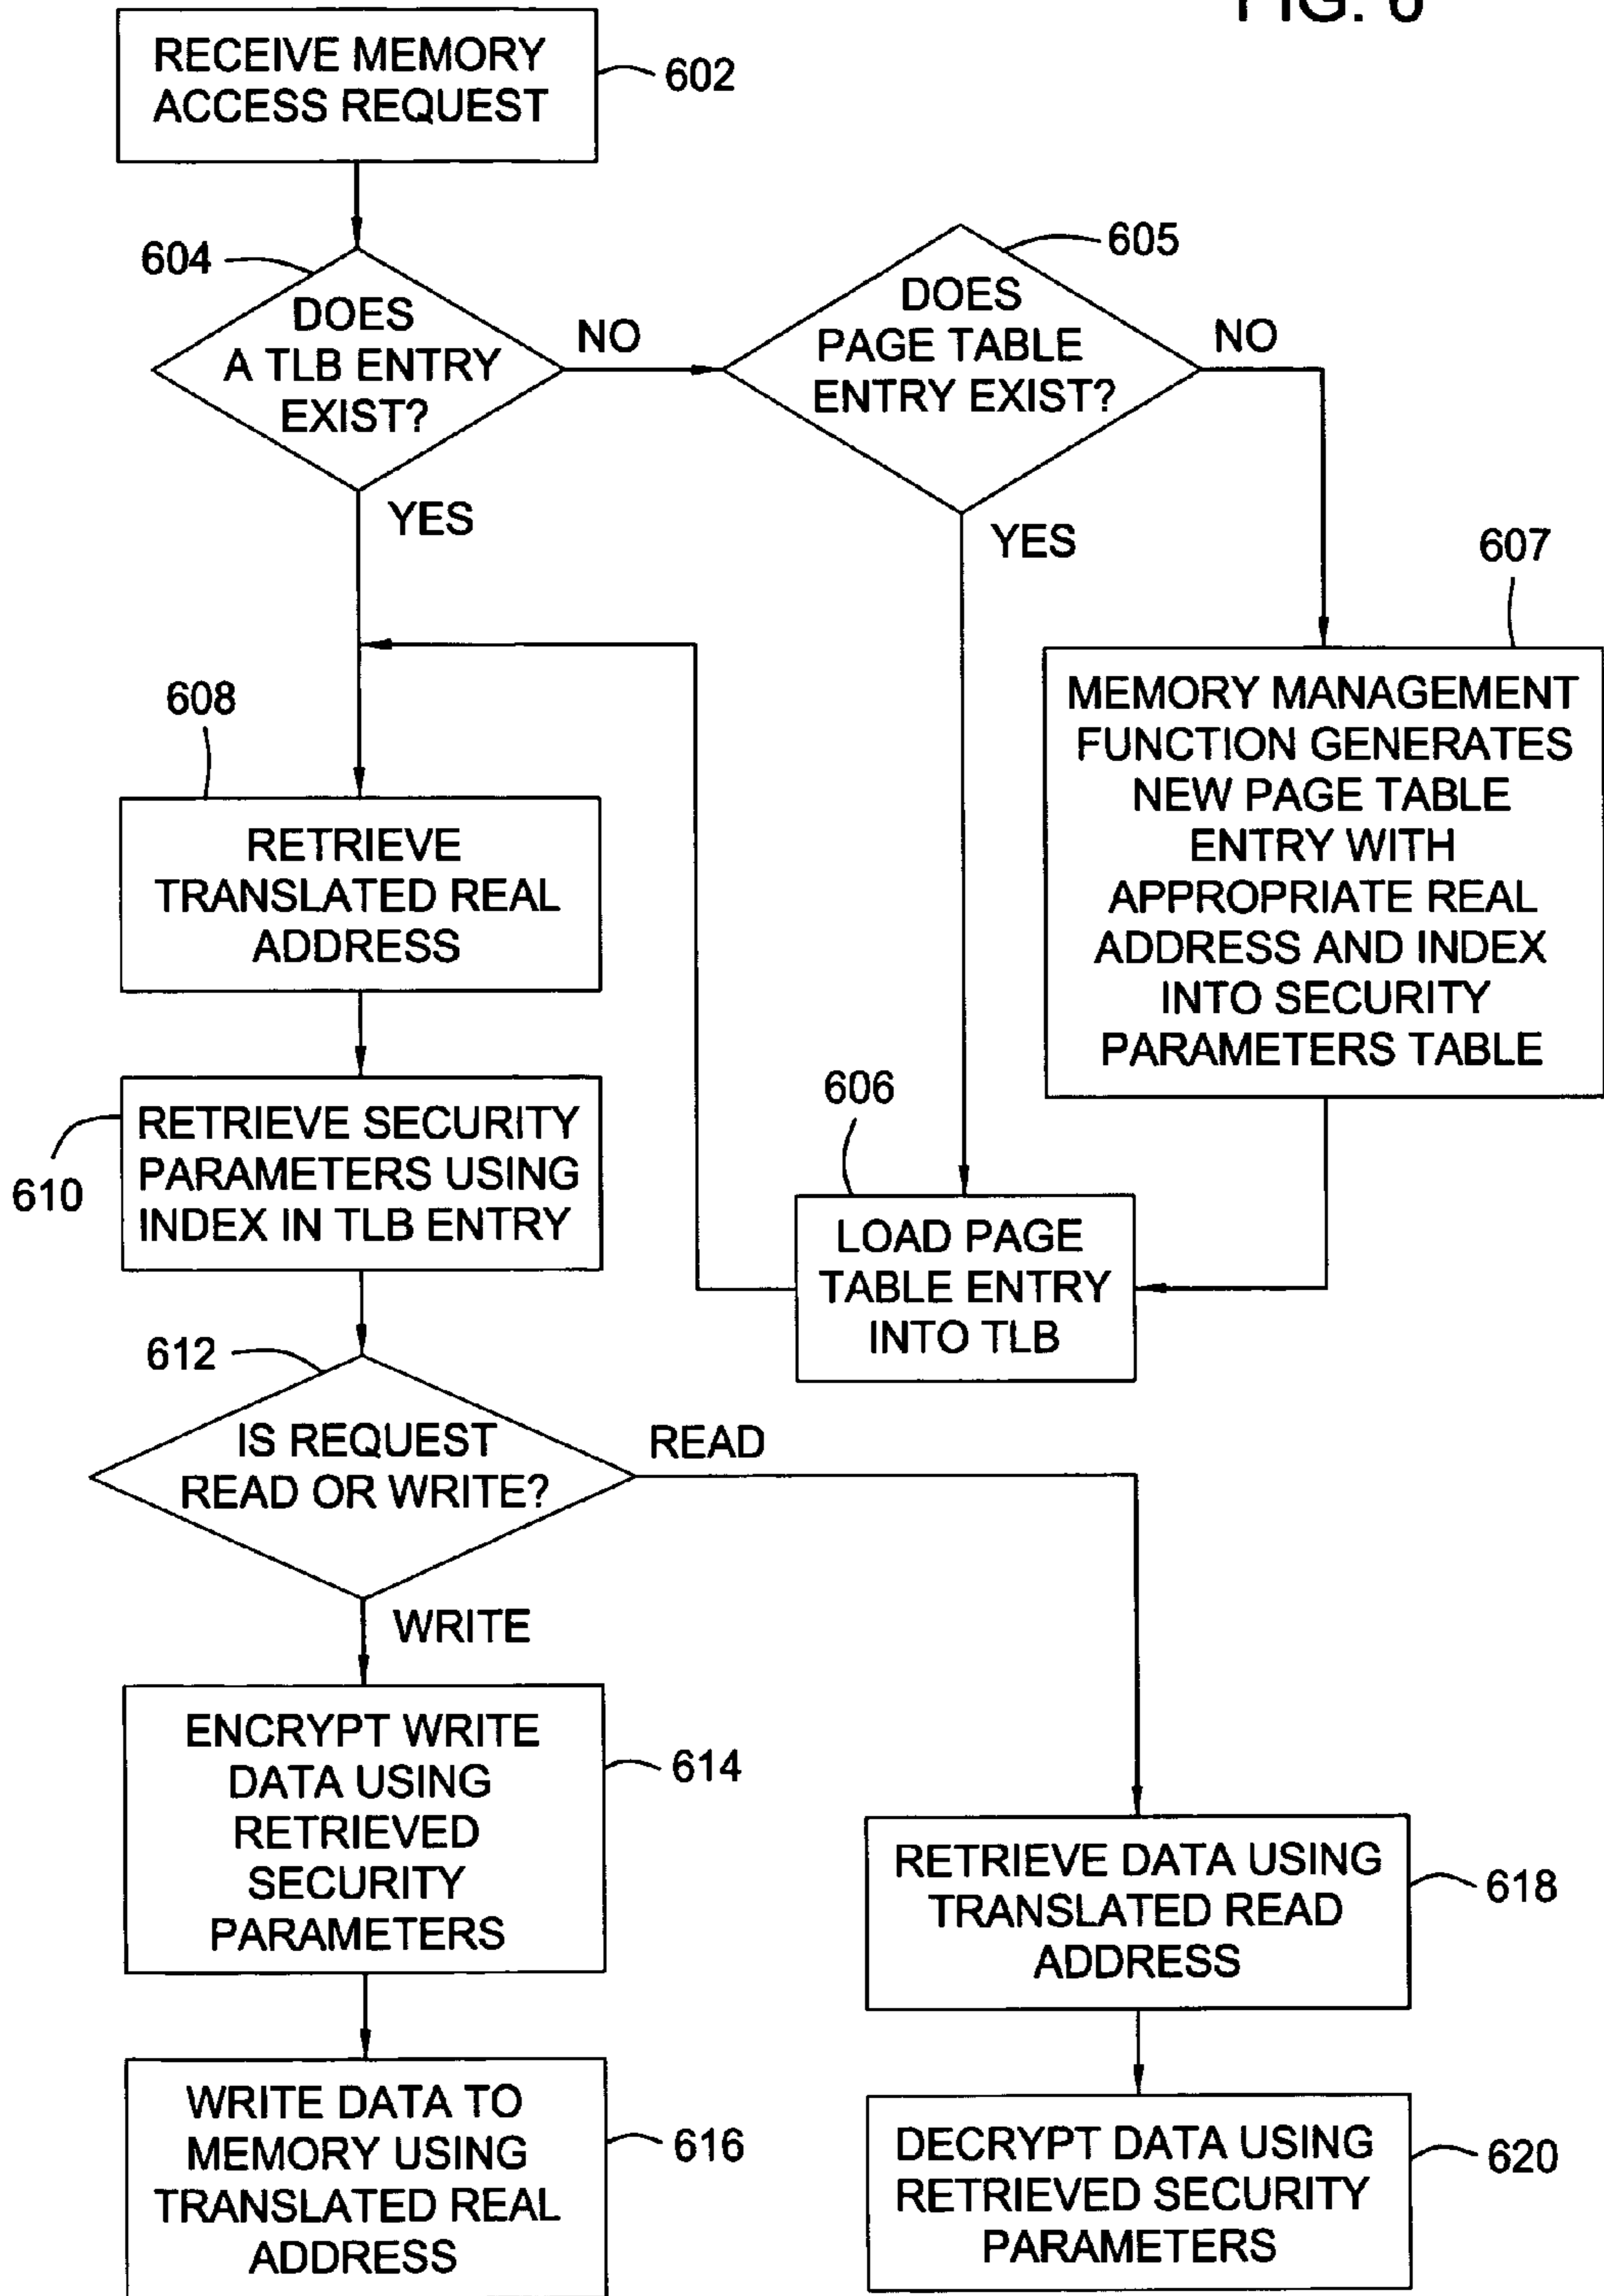 FIG. 6
RECEIVE MEMORY
ACCESS REQUEST
602
604
DOES
A TLB ENTRY
EXIST?
NO
YES
605
DOES
PAGE TABLE
ENTRY EXIST?
NO
YES
607
MEMORY MANAGEMENT
FUNCTION GENERATES
NEW PAGE TABLE
ENTRY WITH
APPROPRIATE REAL
ADDRESS AND INDEX
INTO SECURITY
PARAMETERS TABLE
608
RETRIEVE
TRANSLATED REAL
ADDRESS
606
LOAD PAGE
TABLE ENTRY
INTO TLB
610
RETRIEVE SECURITY
PARAMETERS USING
INDEX IN TLB ENTRY
612
IS REQUEST
READ OR WRITE?
READ
WRITE
ENCRYPT WRITE
DATA USING
RETRIEVED
SECURITY
PARAMETERS
614
WRITE DATA TO
MEMORY USING
TRANSLATED REAL
ADDRESS
616
RETRIEVE DATA USING
TRANSLATED READ
ADDRESS
618
DECRYPT DATA USING
RETRIEVED SECURITY
PARAMETERS
620